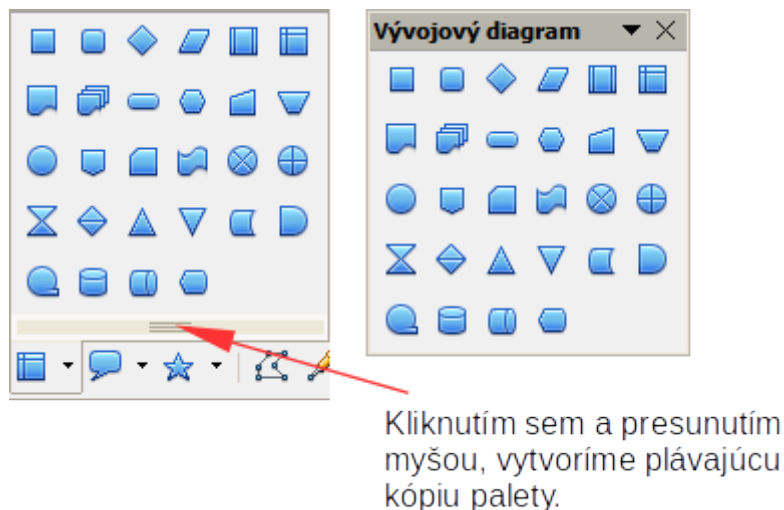 Vývojový diagram
Kliknutím sem a presunutím
myšou, vytvoríme plávajúcu
kópiu palety.